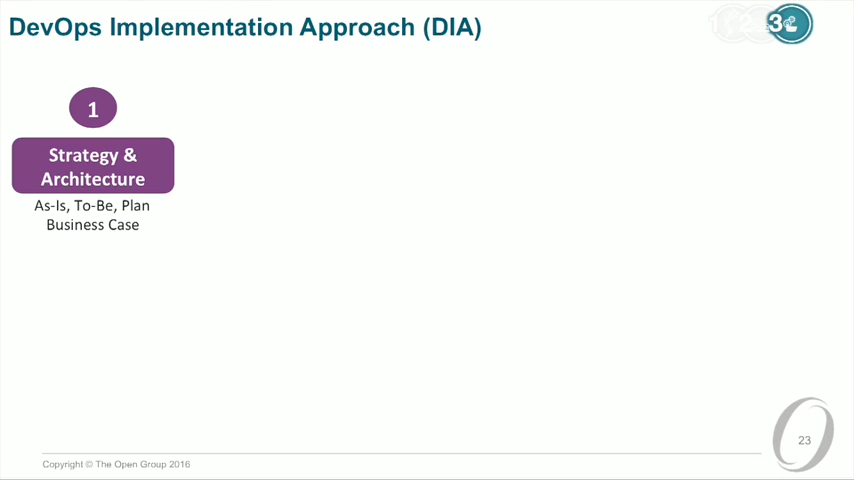 DevOps Implementation Approach (DIA)
3
1
Strategy &
Architecture
As-Is, To-Be, Plan
Business Case
23
Copyright © The Open Group 2016